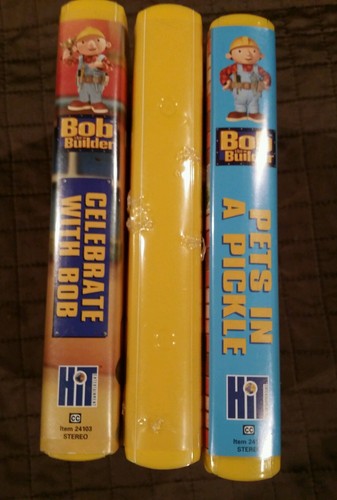 Bob
the Builder
CELEBRATE
WITH BOB
HiT
CC
Item 24103
STEREO
Bob
the Builder
PETS IN
A PICKLE
HiT
CC
Item
STEREO